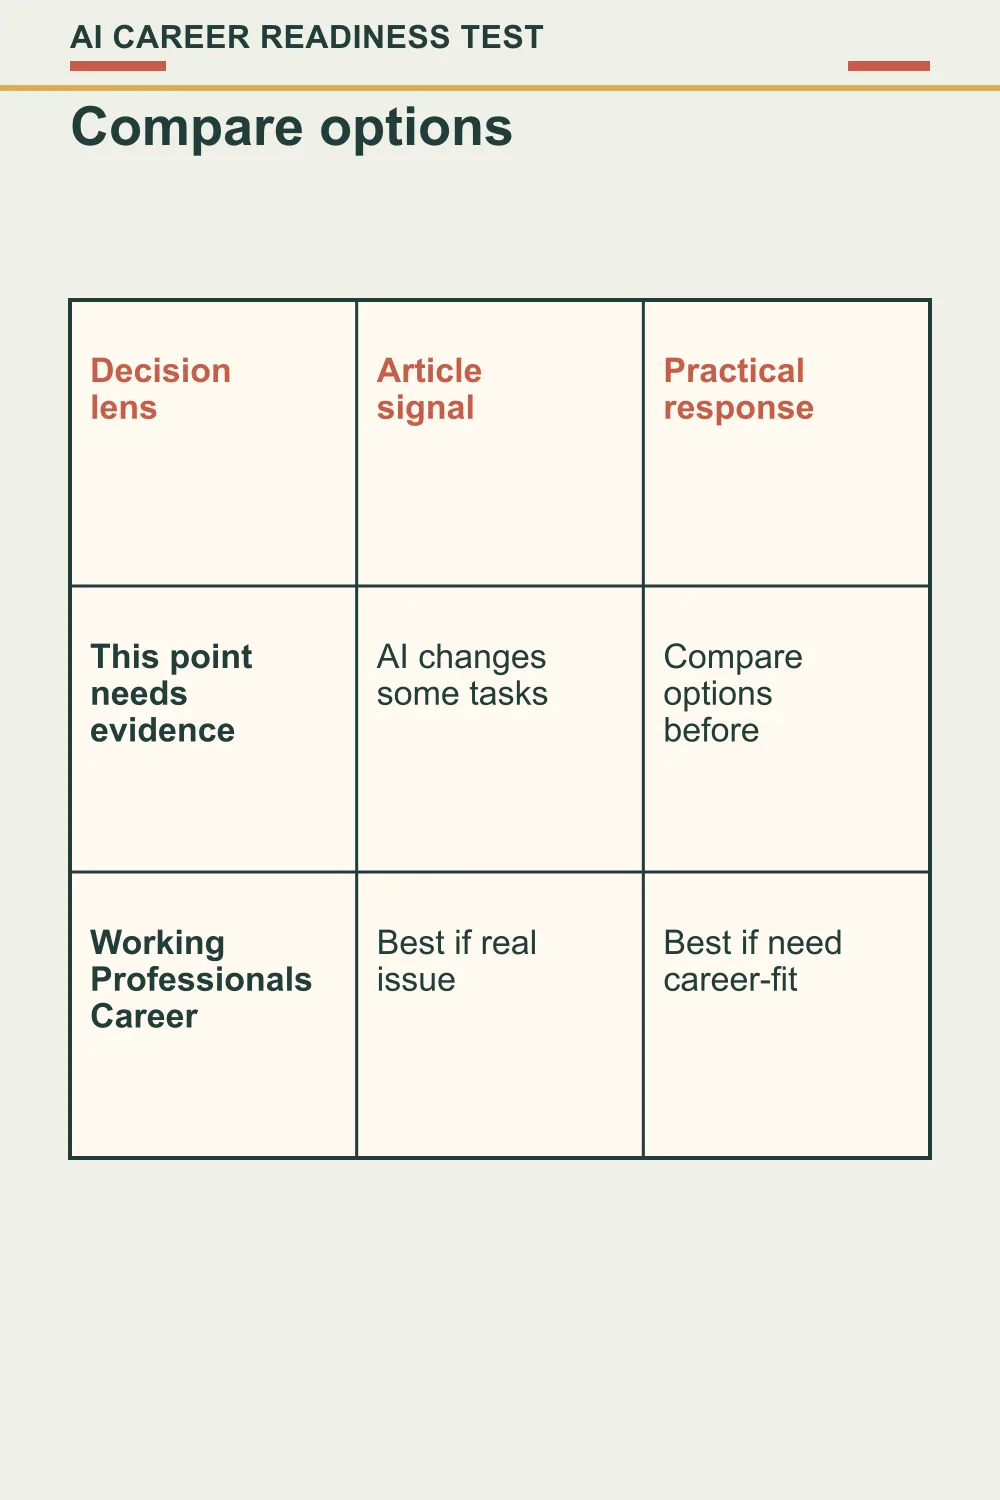 AI CAREER READINESS TEST
Compare options
Decision
lens
Article
signal
Practical
response
This point
needs
evidence
AI changes
some tasks
Compare
options
before
Working
Professionals
Career
Best if real
issue
Best if need
career-fit